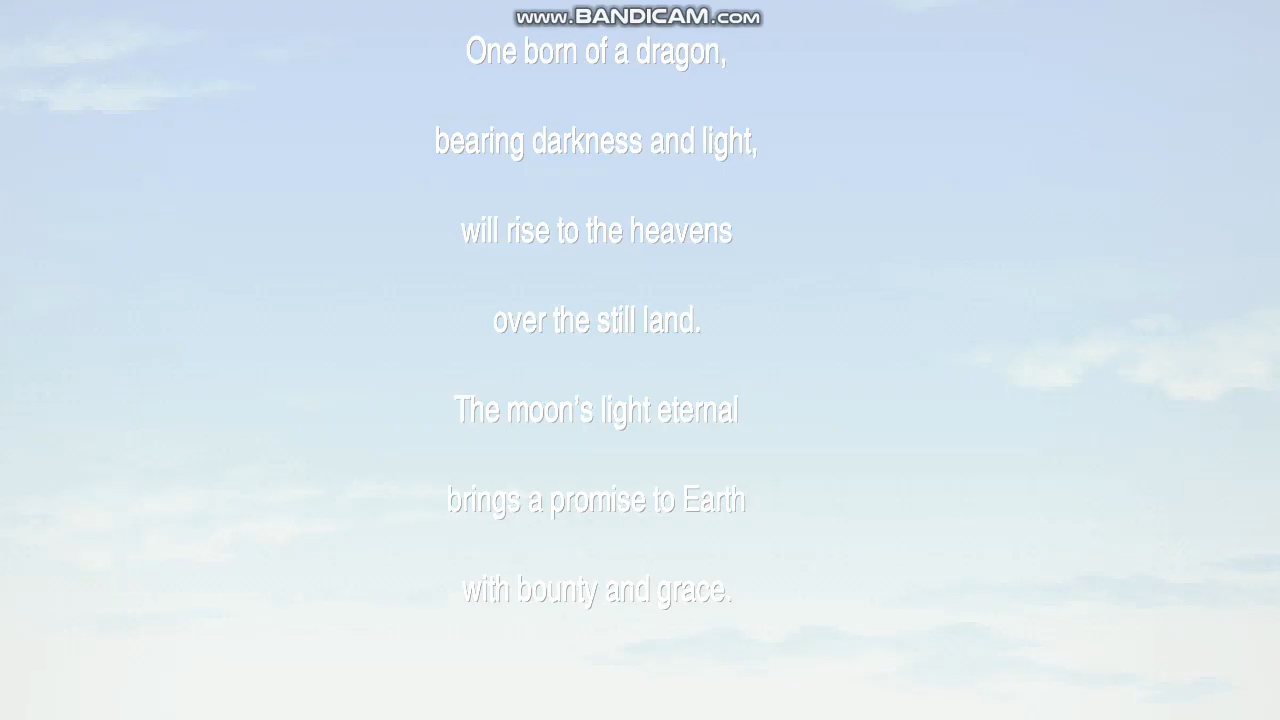 www.BANDICAM.com
One born of a dragon,
bearing darkness and light,
will rise to the heavens
over the still land.
The moon's light eternal
brings a promise to Earth
with bounty and grace.